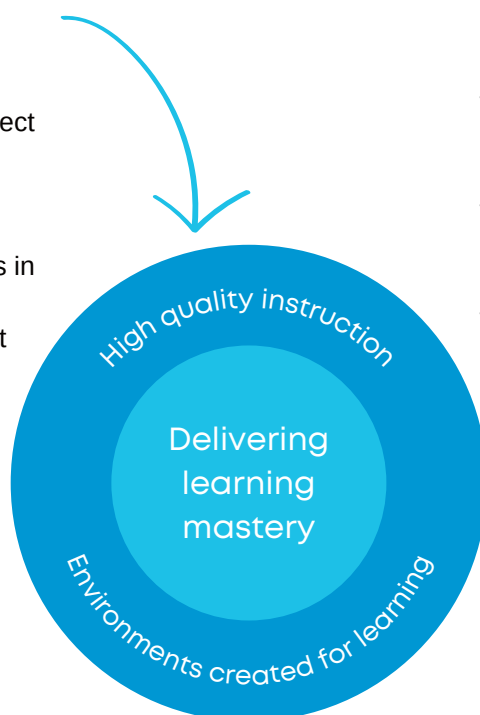 ect
s in
t
High quality instruction
Delivering
learning
mastery
Environments created for learning